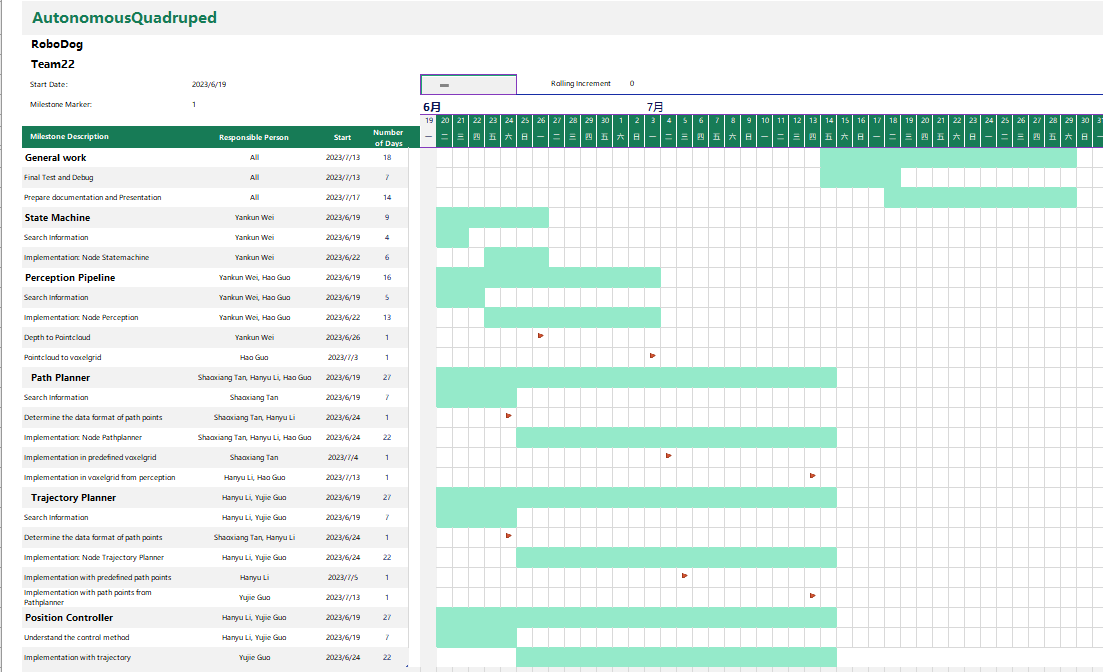 AutonomousQuadruped
RoboDog
Team22
Start Date: 2023/6/19 Rolling Increment 0
Milestone Marker: 1
6月 7月
19 20 21 22 23 24 25 26 27 28 29 30 1 2 3 4 5 6 7 8 9 10 11 12 13 14 15 16 17 18 19 20 21 22 23 24 25 26 27 28 29 30 31
Milestone Description Responsible Person Start Number of Days 一 二 三 四 五 六 日 一 二 三 四 五 六 日 一 二 三 四 五 六 日 一 二 三 四 五 六 日 一 二 三 四 五 六 日 一 二 三 四 五 六 日 一
General work All 2023/7/13 18
Final Test and Debug All 2023/7/13 7
Prepare documentation and Presentation All 2023/7/17 14
State Machine Yankun Wei 2023/6/19 9
Search Information Yankun Wei 2023/6/19 4
Implementation: Node Statemachine Yankun Wei 2023/6/22 6
Perception Pipeline Yankun Wei, Hao Guo 2023/6/19 16
Search Information Yankun Wei, Hao Guo 2023/6/19 5
Implementation: Node Perception Yankun Wei, Hao Guo 2023/6/22 13
Depth to Pointcloud Yankun Wei 2023/6/26 1
Pointcloud to voxelgrid Hao Guo 2023/7/3 1
Path Planner Shaoxiang Tan, Hanyu Li, Hao Guo 2023/6/19 27
Search Information Shaoxiang Tan 2023/6/19 7
Determine the data format of path points Shaoxiang Tan, Hanyu Li 2023/6/24 1
Implementation: Node Pathplanner Shaoxiang Tan, Hanyu Li, Hao Guo 2023/6/24 22
Implementation in predefined voxelgrid Shaoxiang Tan 2023/7/4 1
Implementation in voxelgrid from perception Hanyu Li, Hao Guo 2023/7/13 1
Trajectory Planner Hanyu Li, Yujie Guo 2023/6/19 27
Search Information Hanyu Li, Yujie Guo 2023/6/19 7
Determine the data format of path points Shaoxiang Tan, Hanyu Li 2023/6/24 1
Implementation: Node Trajectory Planner Hanyu Li, Yujie Guo 2023/6/24 22
Implementation with predefined path points Hanyu Li 2023/7/5 1
Implementation with path points from
Pathplanner Yujie Guo 2023/7/13 1
Position Controller Hanyu Li, Yujie Guo 2023/6/19 27
Understand the control method Hanyu Li, Yujie Guo 2023/6/19 7
Implementation with trajectory Yujie Guo 2023/6/24 22